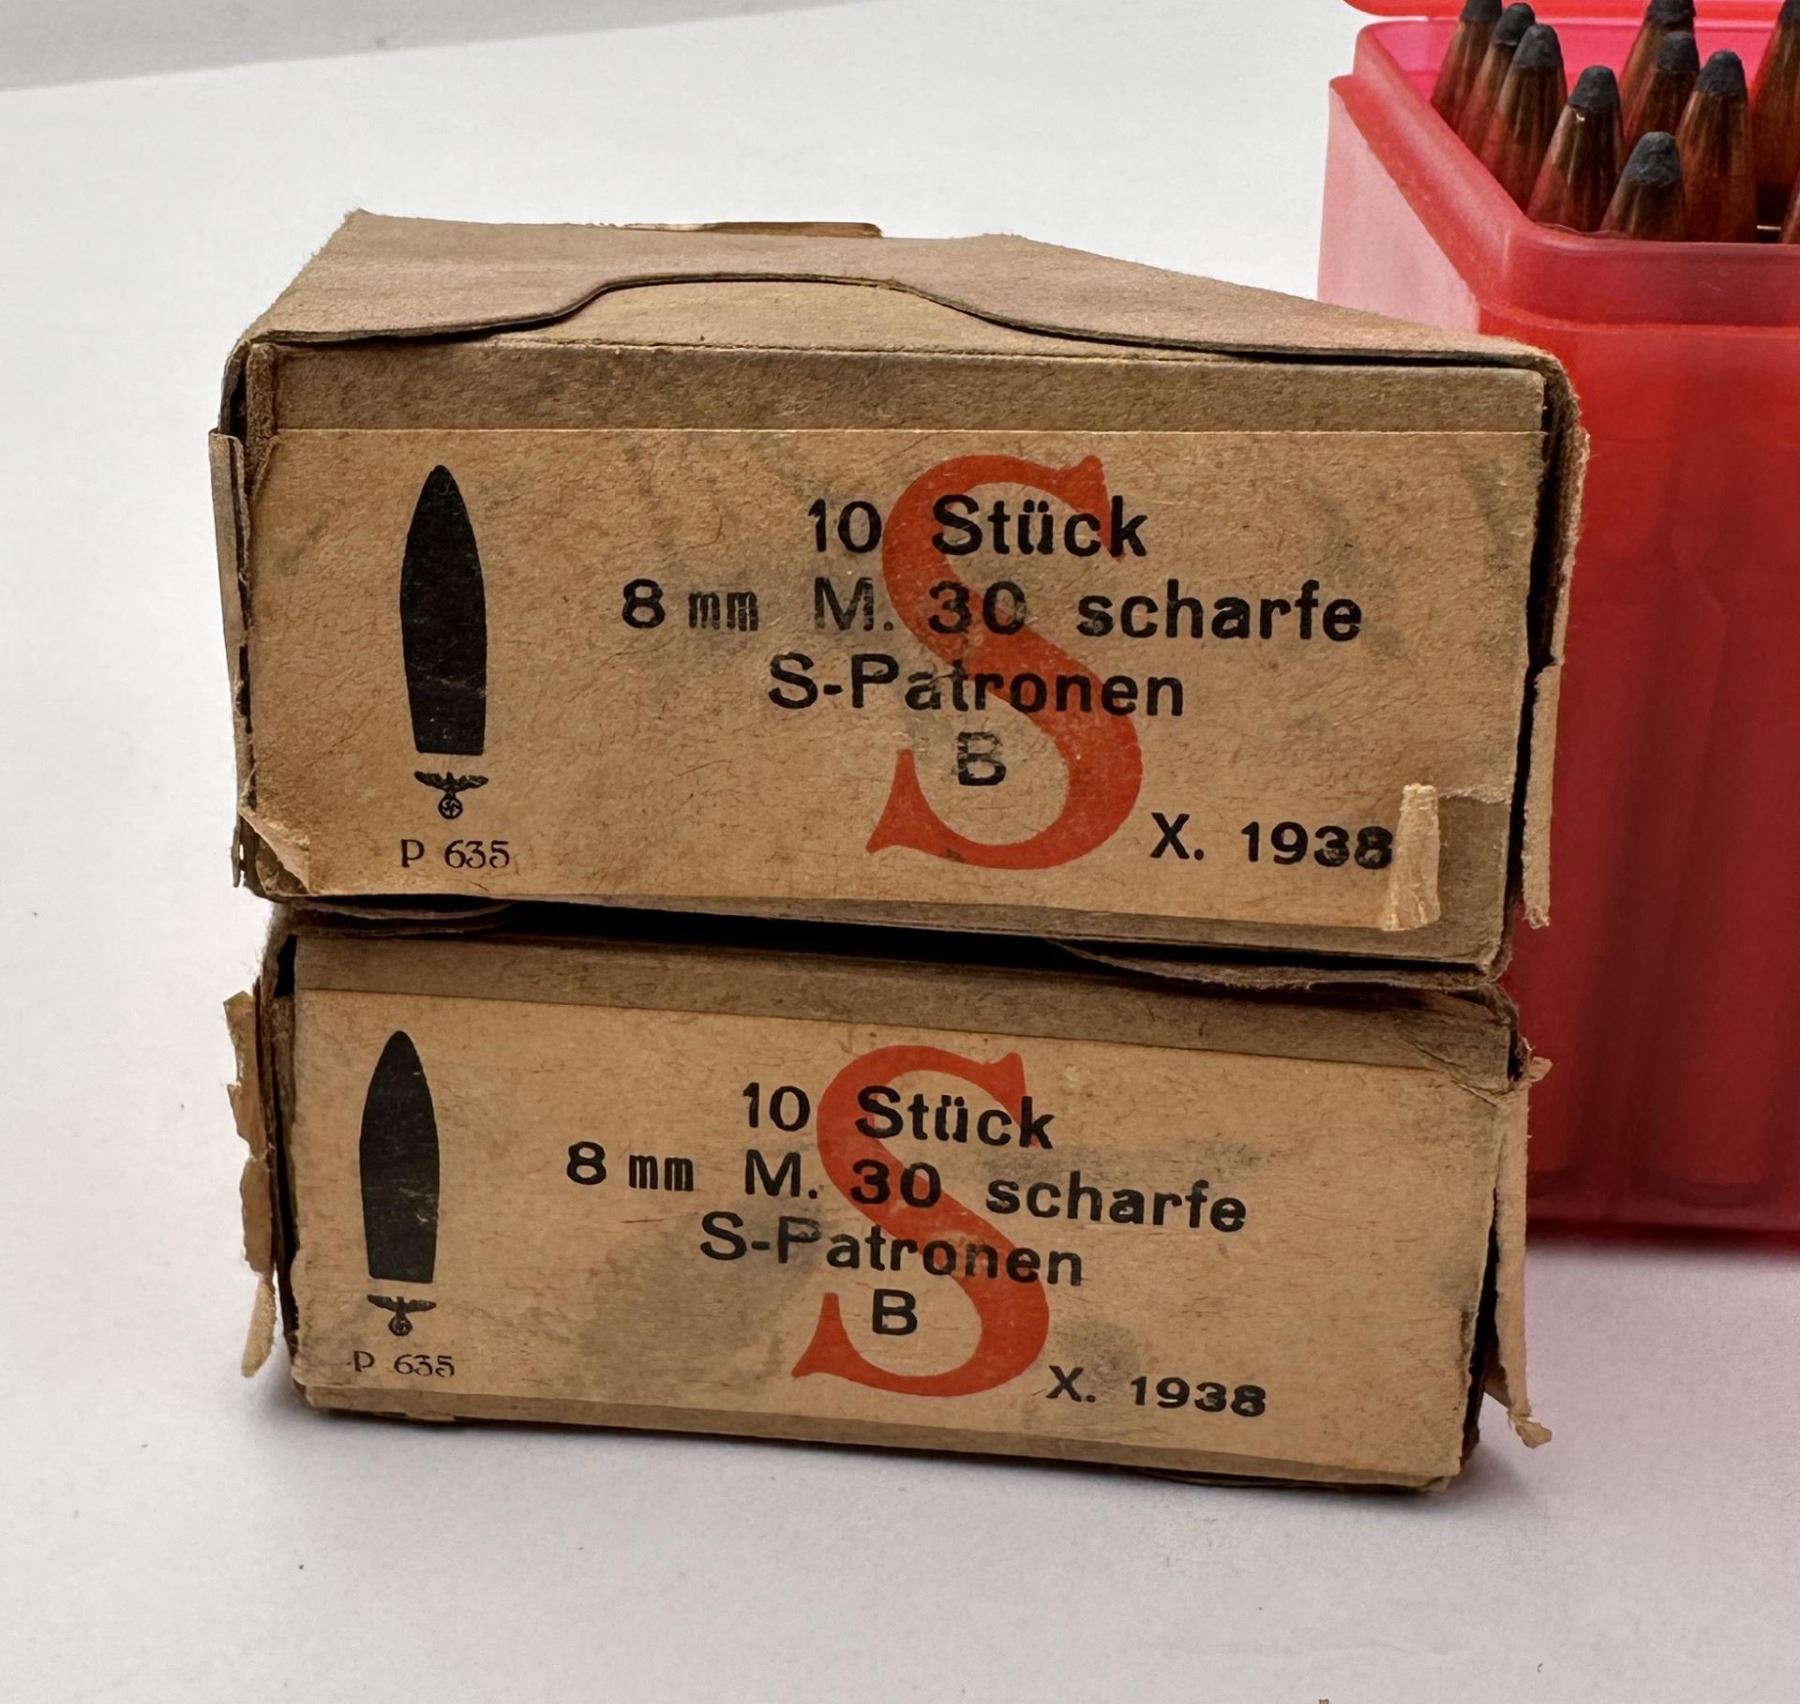 10 Stück
8 mm M. 30 scharfe
S-Patronen
B
S
X. 1938
P 635
10 Stück
8 mm M. 30 scharfe
S-Patronen
B
S
X. 1938
P 635